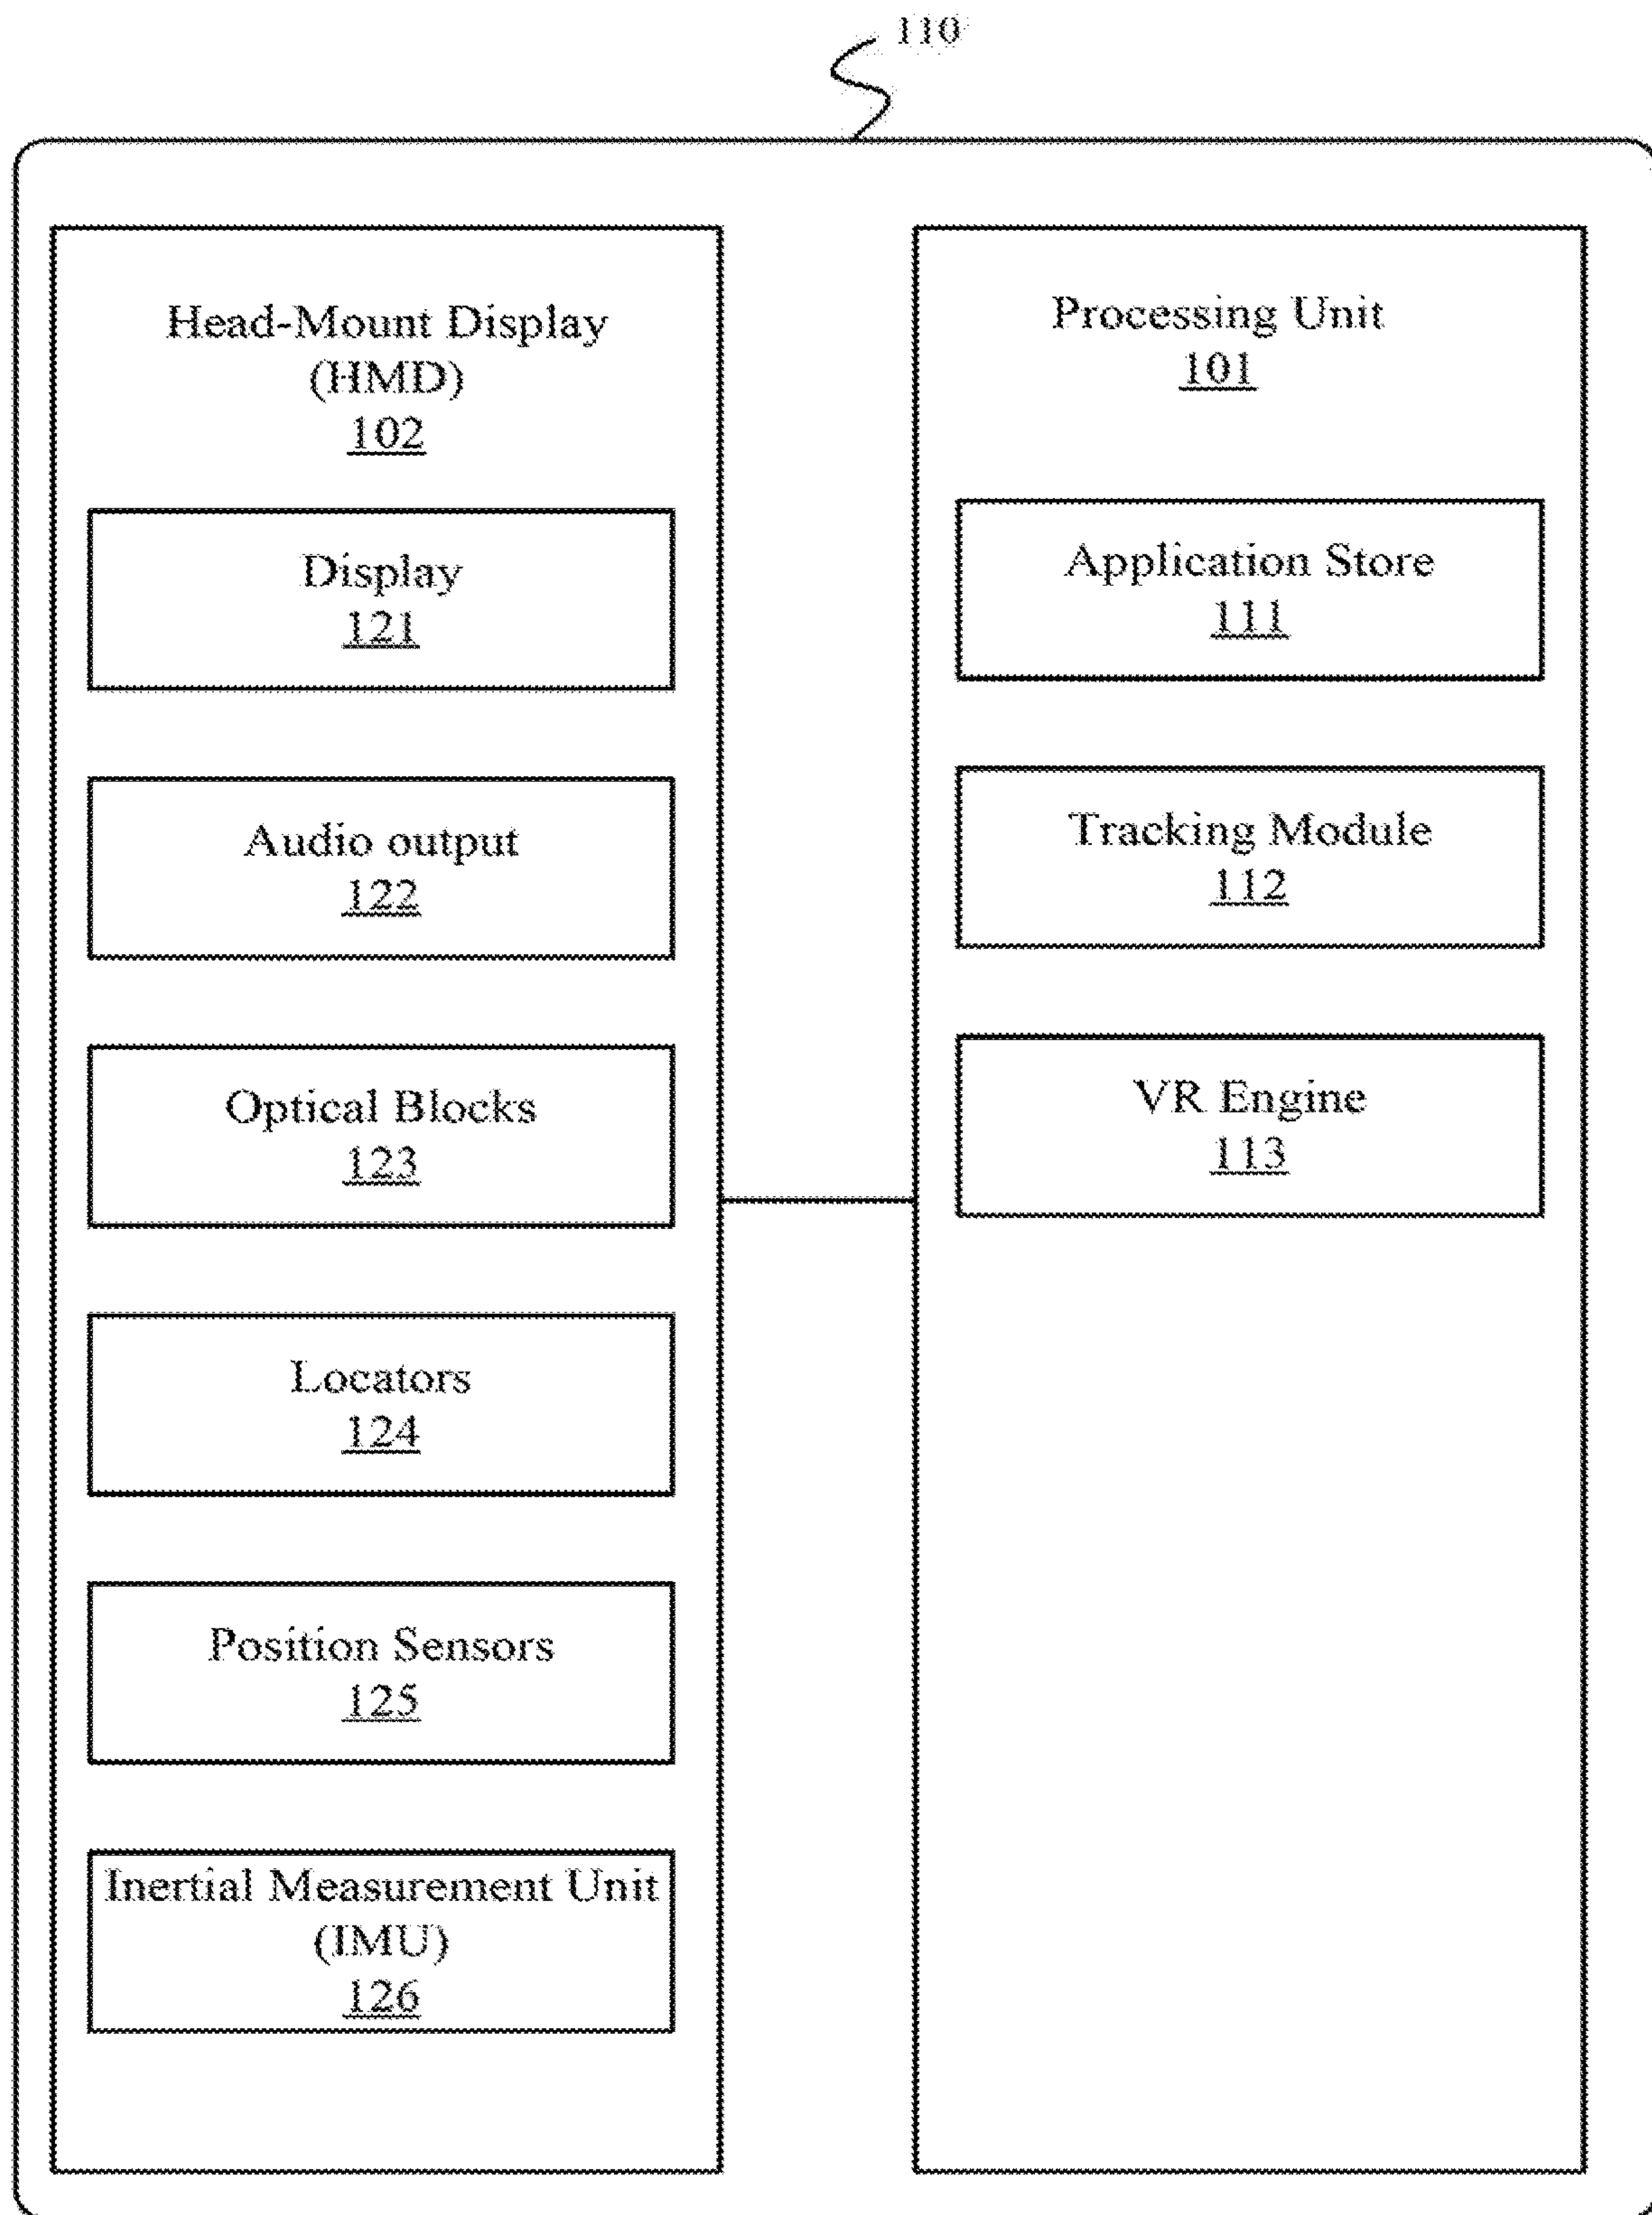 110
Head-Mount Display
(HMD)
102
Display
121
Audio output
122
Optical Blocks
123
Locators
124
Position Sensors
125
Inertial Measurement Unit
(IMU)
126
Processing Unit
101
Application Store
111
Tracking Module
112
VR Engine
113